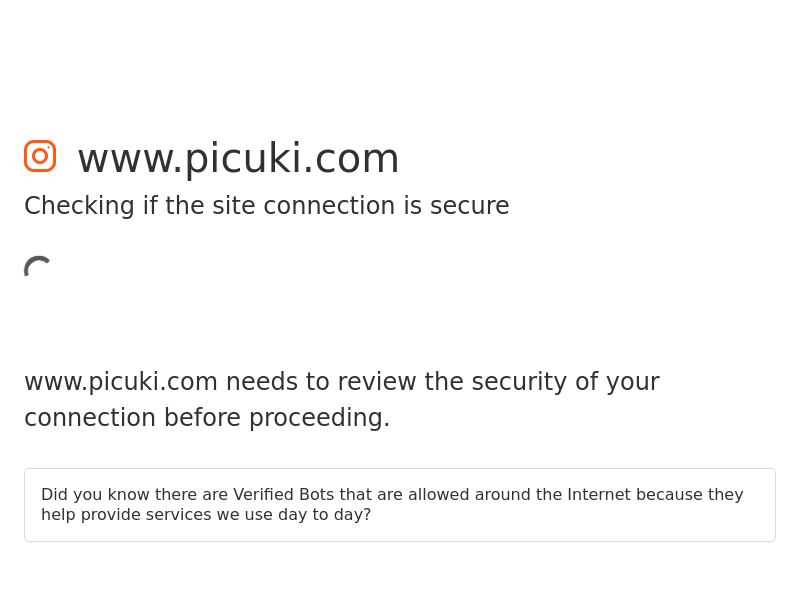 www.picuki.com
Checking if the site connection is secure
www.picuki.com needs to review the security of your
connection before proceeding.
Did you know there are Verified Bots that are allowed around the Internet because they
help provide services we use day to day?